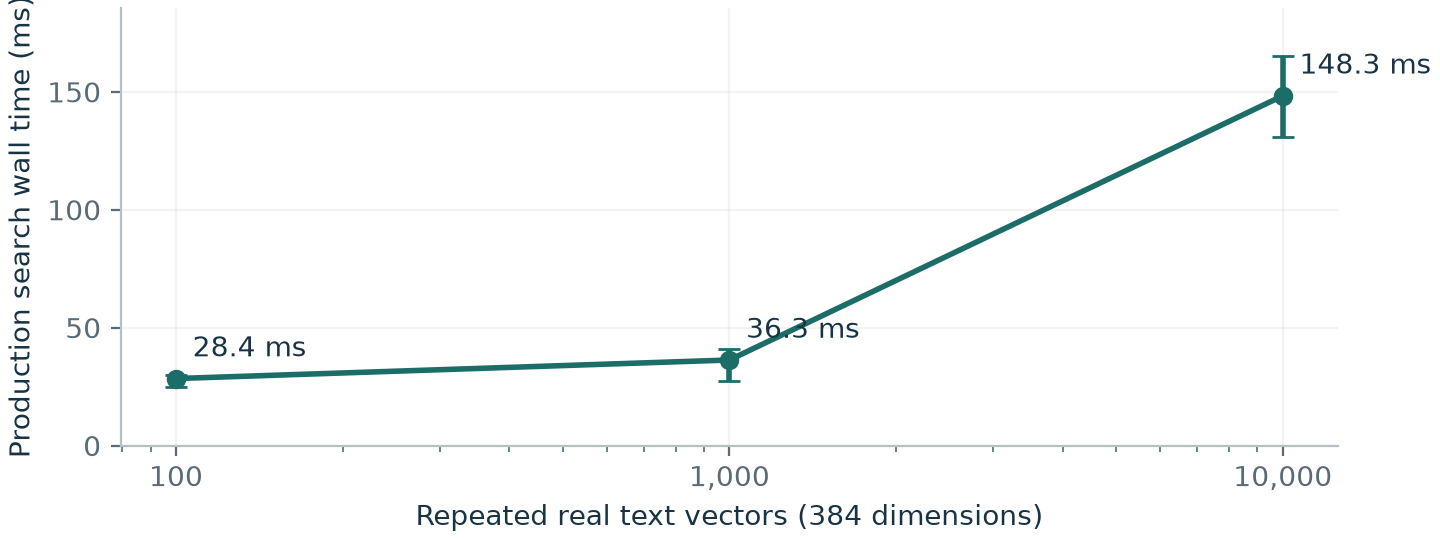 Production search wall time (ms)
150
100
50
0
28.4 ms
36.3 ms
148.3 ms
100
1,000
10,000
Repeated real text vectors (384 dimensions)